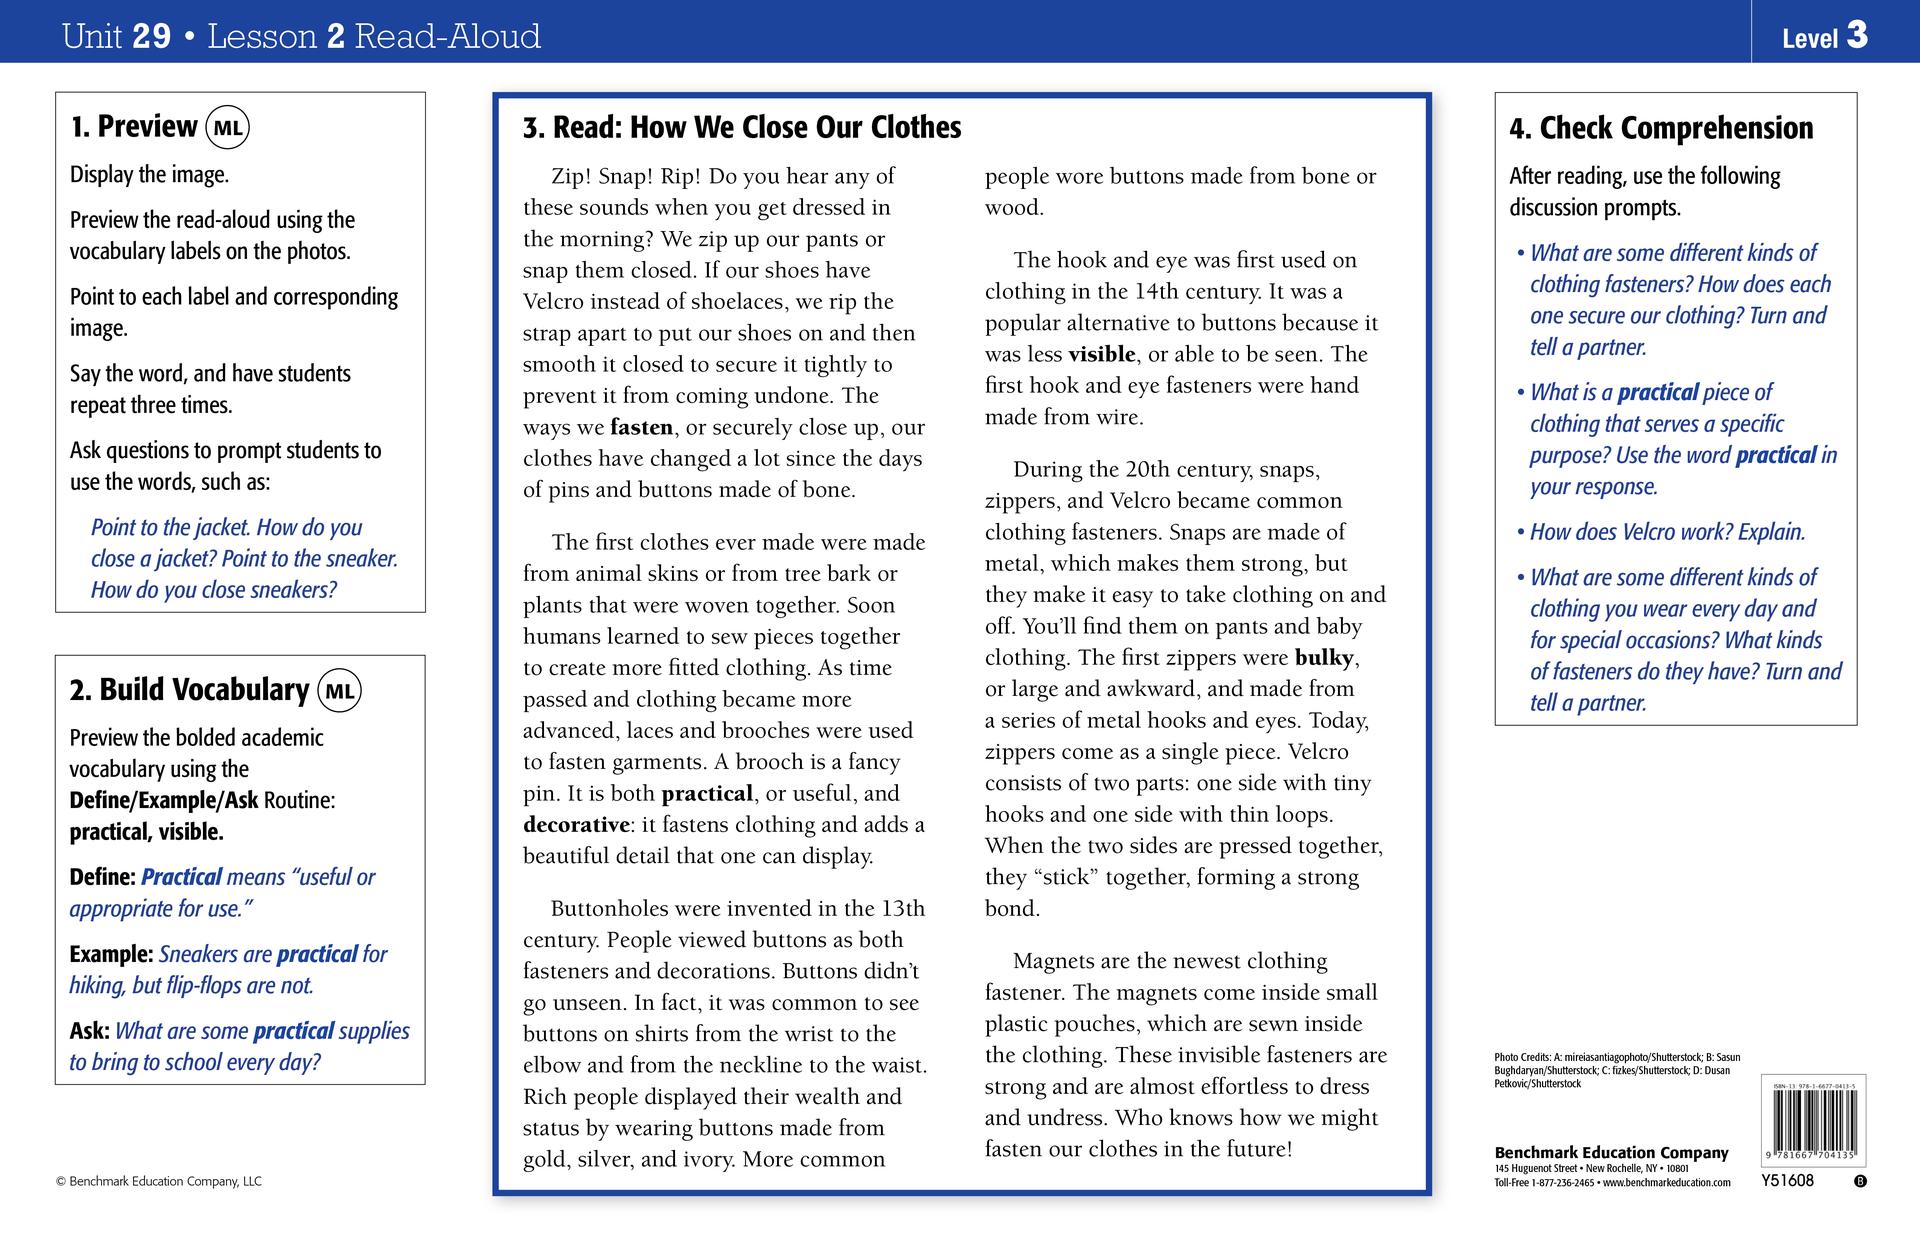 Unit 29 • Lesson 2 Read-Aloud
Level 3
1. Preview ML
Display the image.
Preview the read-aloud using the
vocabulary labels on the photos.
Point to each label and corresponding
image.
Say the word, and have students
repeat three times.
Ask questions to prompt students to
use the words, such as:
Point to the jacket. How do you
close a jacket? Point to the sneaker.
How do you close sneakers?
2. Build Vocabulary ML
Preview the bolded academic
vocabulary using the
Define/Example/Ask Routine:
practical, visible.
Define: Practical means “useful or
appropriate for use.”
Example: Sneakers are practical for
hiking, but flip-flops are not.
Ask: What are some practical supplies
to bring to school every day?
© Benchmark Education Company, LLC
3. Read: How We Close Our Clothes
Zip! Snap! Rip! Do you hear any of
these sounds when you get dressed in
the morning? We zip up our pants or
snap them closed. If our shoes have
Velcro instead of shoelaces, we rip the
strap apart to put our shoes on and then
smooth it closed to secure it tightly to
prevent it from coming undone. The
ways we fasten, or securely close up, our
clothes have changed a lot since the days
of pins and buttons made of bone.
The first clothes ever made were made
from animal skins or from tree bark or
plants that were woven together. Soon
humans learned to sew pieces together
to create more fitted clothing. As time
passed and clothing became more
advanced, laces and brooches were used
to fasten garments. A brooch is a fancy
pin. It is both practical, or useful, and
decorative: it fastens clothing and adds a
beautiful detail that one can display.
Buttonholes were invented in the 13th
century. People viewed buttons as both
fasteners and decorations. Buttons didn’t
go unseen. In fact, it was common to see
buttons on shirts from the wrist to the
elbow and from the neckline to the waist.
Rich people displayed their wealth and
status by wearing buttons made from
gold, silver, and ivory. More common
people wore buttons made from bone or
wood.
The hook and eye was first used on
clothing in the 14th century. It was a
popular alternative to buttons because it
was less visible, or able to be seen. The
first hook and eye fasteners were hand
made from wire.
During the 20th century, snaps,
zippers, and Velcro became common
clothing fasteners. Snaps are made of
metal, which makes them strong, but
they make it easy to take clothing on and
off. You’ll find them on pants and baby
clothing. The first zippers were bulky,
or large and awkward, and made from
a series of metal hooks and eyes. Today,
zippers come as a single piece. Velcro
consists of two parts: one side with tiny
hooks and one side with thin loops.
When the two sides are pressed together,
they “stick” together, forming a strong
bond.
Magnets are the newest clothing
fastener. The magnets come inside small
plastic pouches, which are sewn inside
the clothing. These invisible fasteners are
strong and are almost effortless to dress
and undress. Who knows how we might
fasten our clothes in the future!
4. Check Comprehension
After reading, use the following
discussion prompts.
• What are some different kinds of
clothing fasteners? How does each
one secure our clothing? Turn and
tell a partner.
• What is a practical piece of
clothing that serves a specific
purpose? Use the word practical in
your response.
• How does Velcro work? Explain.
• What are some different kinds of
clothing you wear every day and
for special occasions? What kinds
of fasteners do they have? Turn and
tell a partner.
Photo Credits: A: mireiasantiagophoto/Shutterstock; B: Sasun
Bughdaryan/Shutterstock; C: fizkes/Shutterstock; D: Dusan
Petkovic/Shutterstock
Benchmark Education Company
145 Huguenot Street • New Rochelle, NY • 10801
Toll-Free 1-877-236-2465 • www.benchmarkeducation.com
ISBN-13 978-1-6677-0413-5
9 781667 704135
Y51608 B